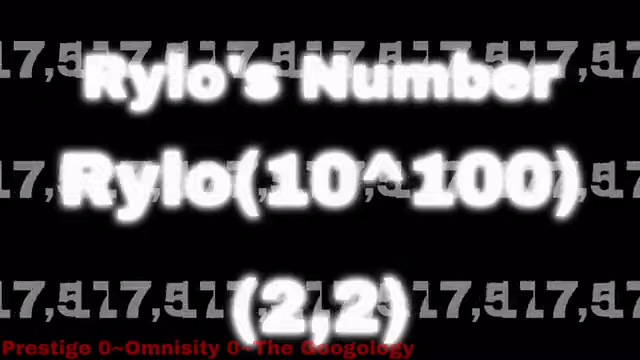 Rylo's Number
Rylo(10^100)
(2,2)
Prestige 0~Omnisity 0~The Googology